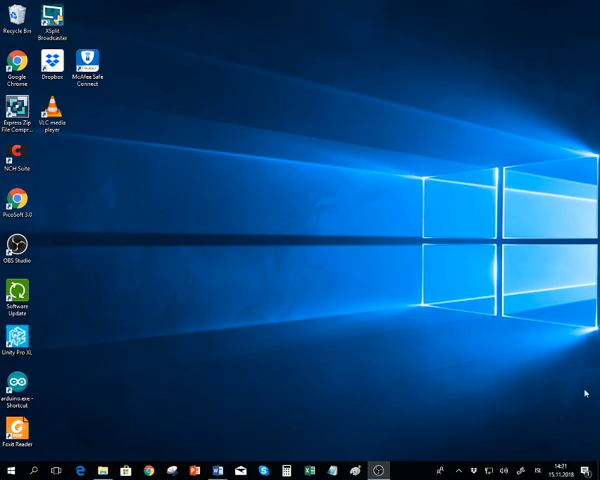 Recycle Bin
XSplit
Broadcaster
Google
Chrome
Dropbox
McAfee Safe
Connect
Express Zip
File Compr...
VLC media
player
NCH Suite
PicoSoft 3.0
OBS Studio
Software
Update
Unity Pro XL
arduino.exe -
Shortcut
Foxit Reader
ISL
14:21
15.11.2018